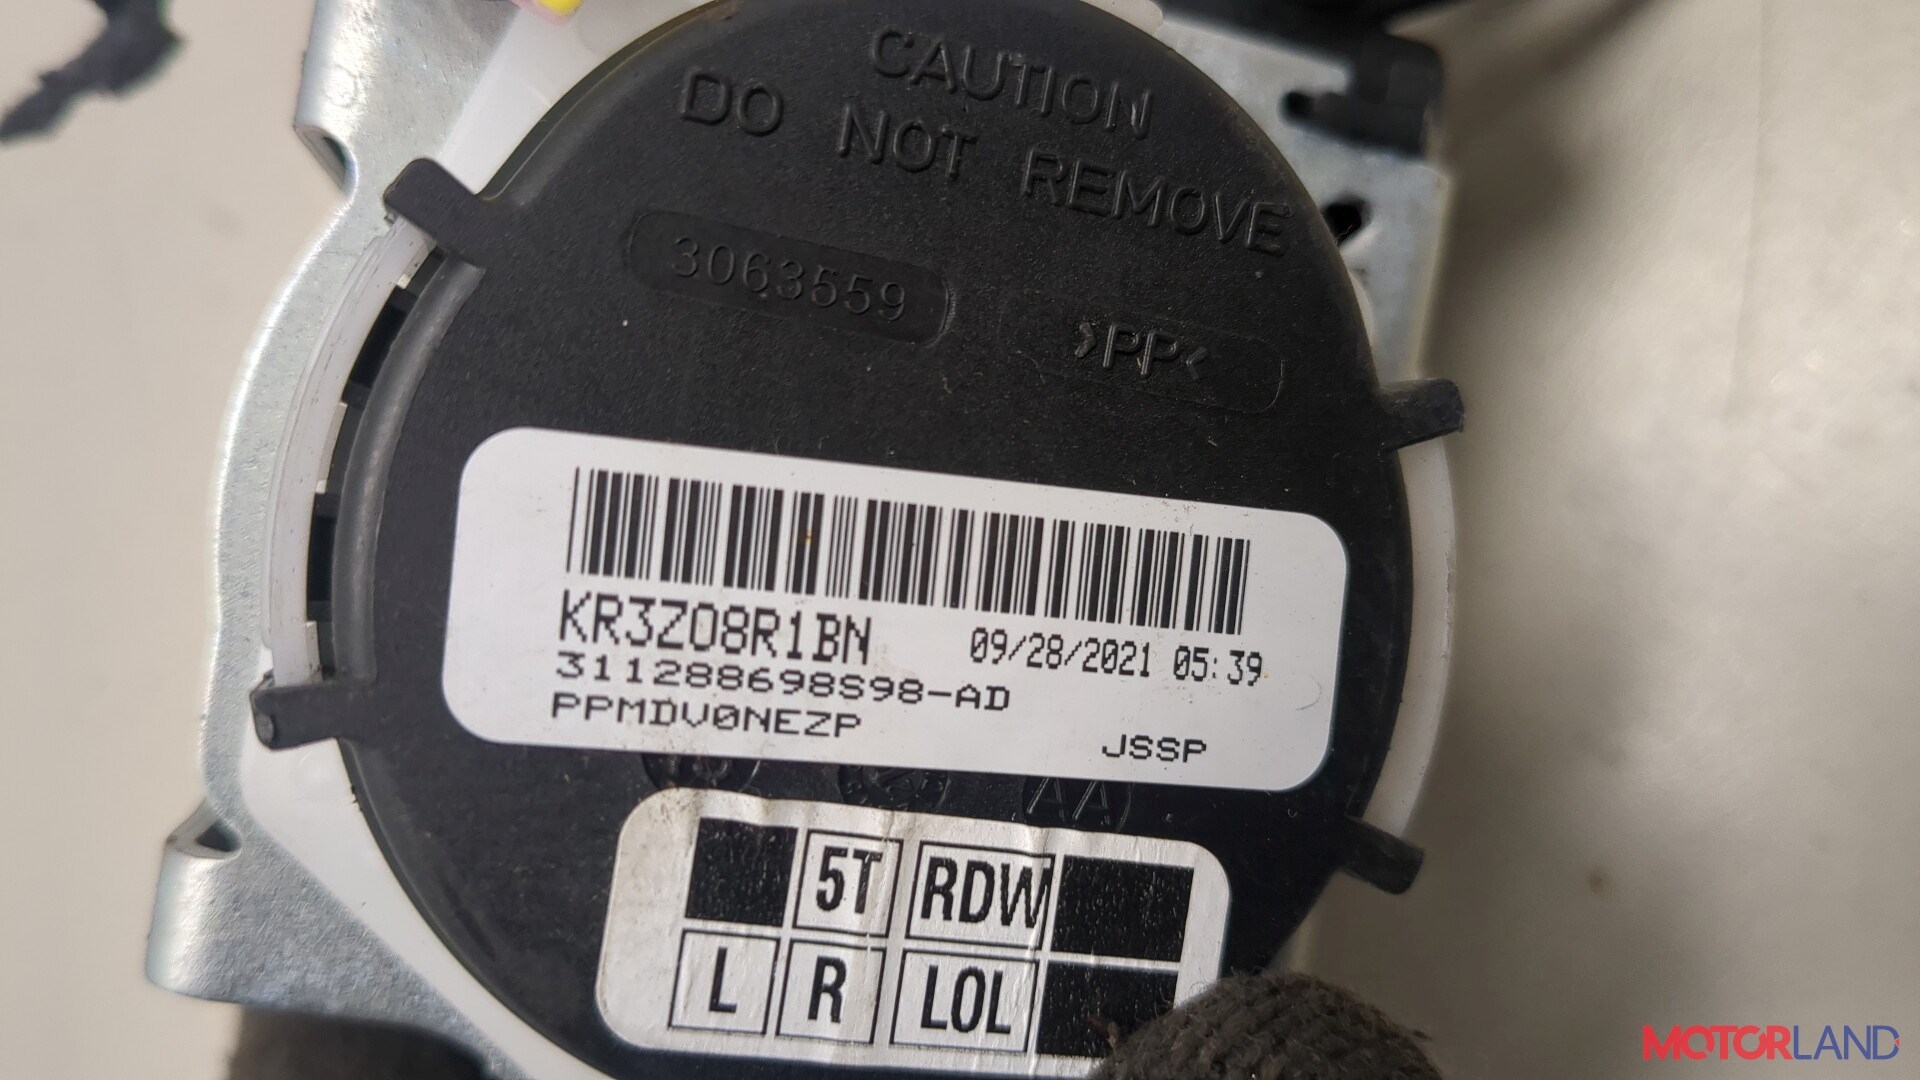 CAUTION
DO NOT REMOVE
3063559
>PP<
KR3Z08R1BN
09/28/2021 05:39
311288698S98-AD
PPMDV0NEZP
JSSP
AA
5T RDW
L R LOL
MOTORLAND